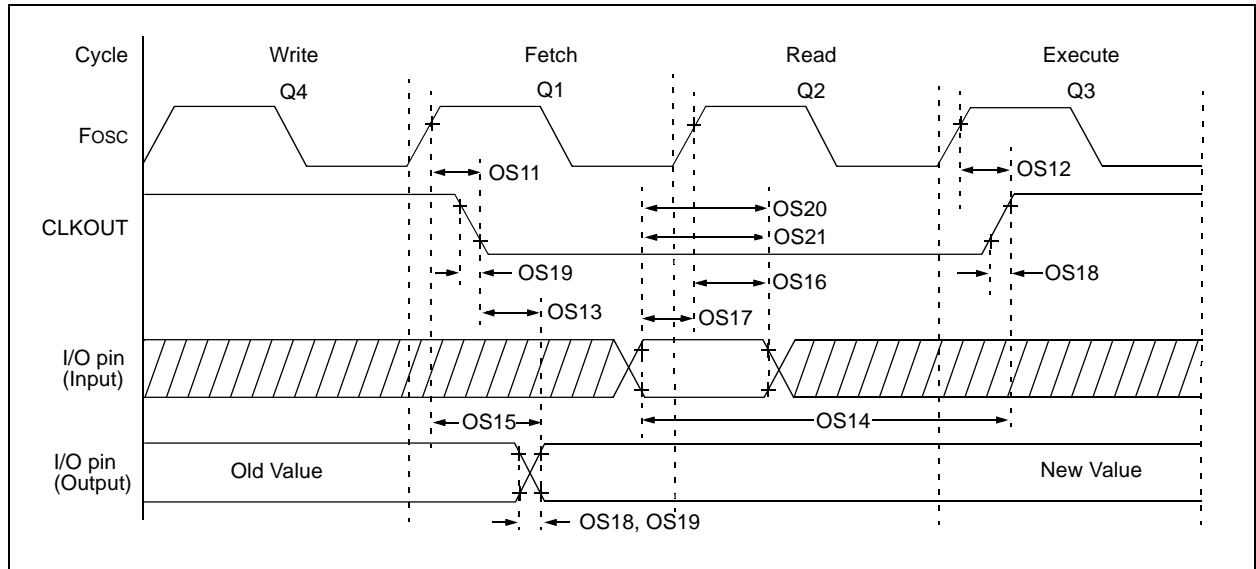 Cycle Write Fetch Read Execute
Q4 Q1 Q2 Q3
FOSC
OS11 OS12
CLKOUT
OS20
OS21
OS19 OS16 OS18
OS13 OS17
I/O pin
(Input)
OS15 OS14
I/O pin
(Output)
Old Value New Value
OS18, OS19